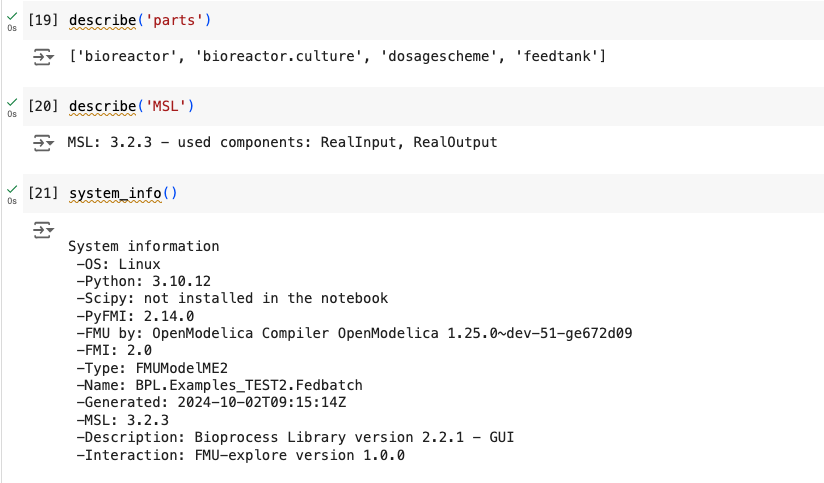 0s [19] describe('parts')
['bioreactor', 'bioreactor.culture', 'dosagescheme', 'feedtank']
0s [20] describe('MSL')
MSL: 3.2.3 – used components: RealInput, RealOutput
0s [21] system_info()
System information
-OS: Linux
-Python: 3.10.12
-Scipy: not installed in the notebook
-PyFMI: 2.14.0
-FMU by: OpenModelica Compiler OpenModelica 1.25.0~dev-51-ge672d09
-FMI: 2.0
-Type: FMUModelME2
-Name: BPL.Examples_TEST2.Fedbatch
-Generated: 2024-10-02T09:15:14Z
-MSL: 3.2.3
-Description: Bioprocess Library version 2.2.1 – GUI
-Interaction: FMU-explore version 1.0.0